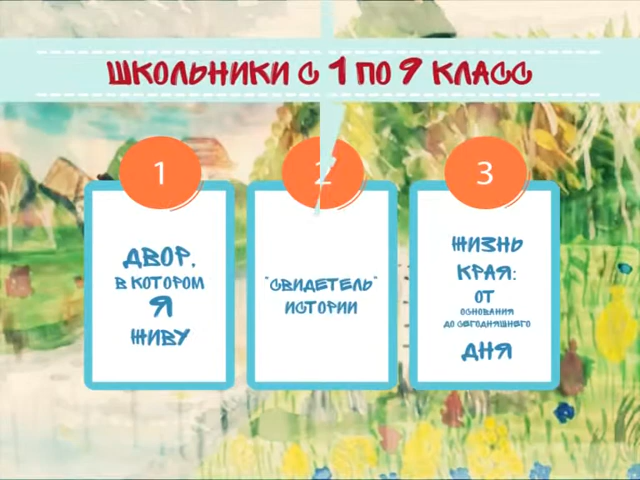 ШКОЛЬНИКИ С 1 ПО 9 КЛАСС
1
ДВОР,
В КОТОРОМ
Я
ЖИВУ
2
"СВИДЕТЕЛЬ"
ИСТОРИИ
3
ЖИЗНЬ
КРАЯ:
ОТ
ОСНОВАНИЯ
ДО СЕГОДНЯШНЕГО
ДНЯ